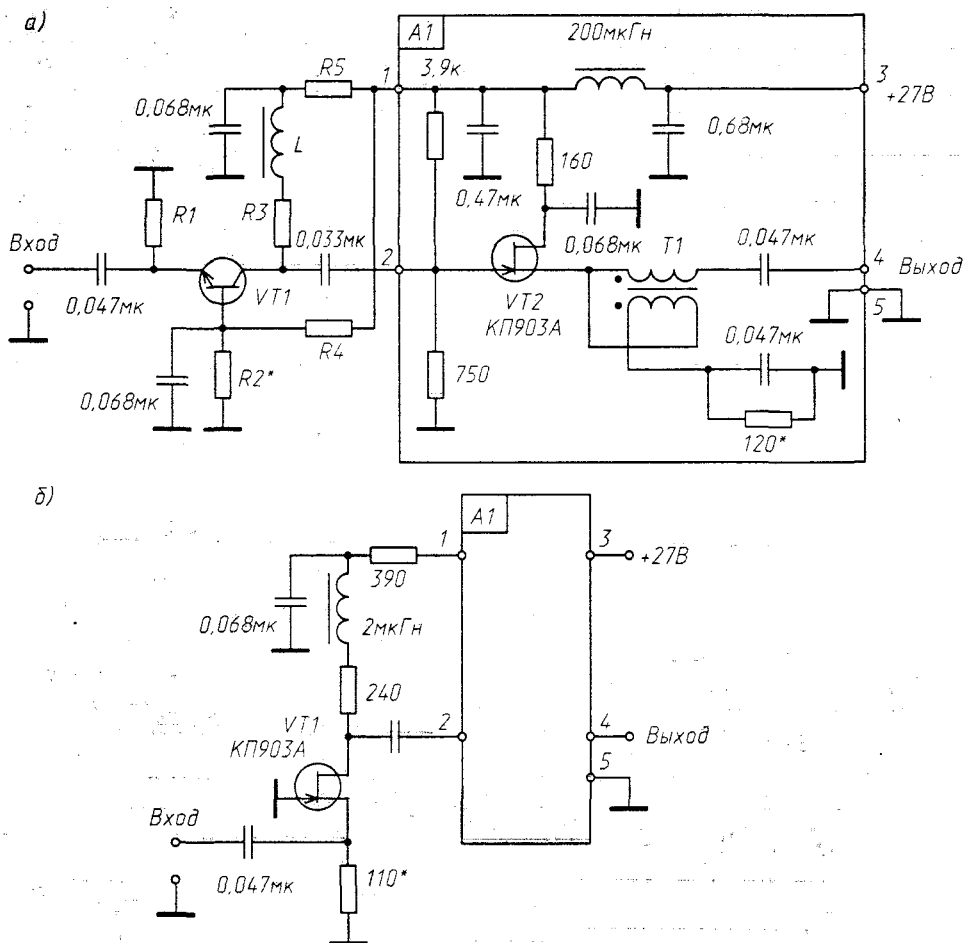 а)
A1
200мкГн
R5
1
3,9к
3
+27В
0,068мк
L
0,68мк
160
R1
R3
0,47мк
0,033мк
0,068мк
T1
0,047мк
Вход
2
4
Выход
VT1
5
0,047мк
VT2
КП903А
R4
0,047мк
R2*
750
0,068мк
120*
б)
A1
1
3
+27В
390
0,068мк
2мкГн
240
VT1
КП903А
2
4
Выход
5
Вход
0,047мк
110*